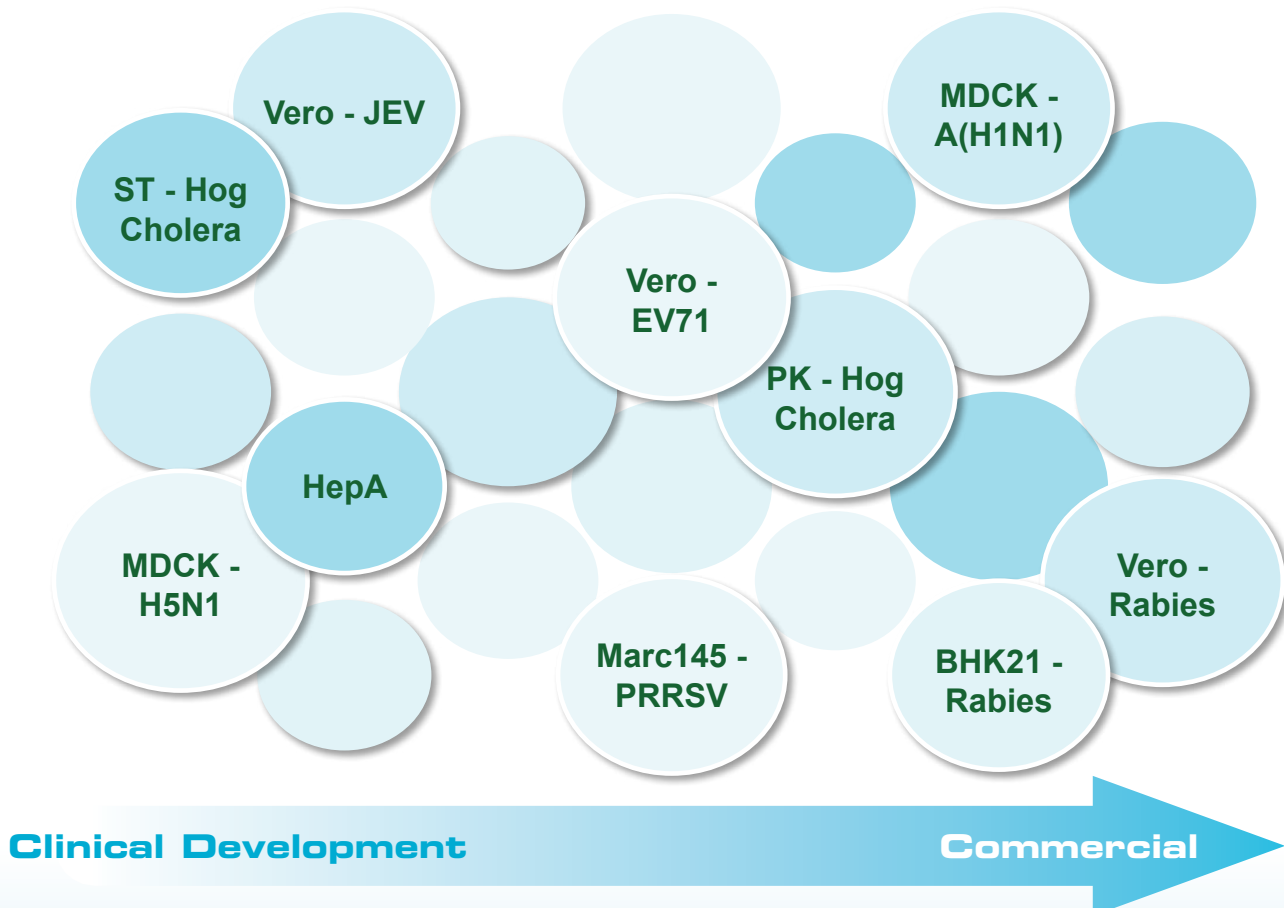 Vero - JEV
MDCK -
A(H1N1)
ST - Hog
Cholera
Vero -
EV71
PK - Hog
Cholera
HepA
MDCK -
H5N1
Vero -
Rabies
Marc145 -
PRRSV
BHK21 -
Rabies
Clinical Development
Commercial